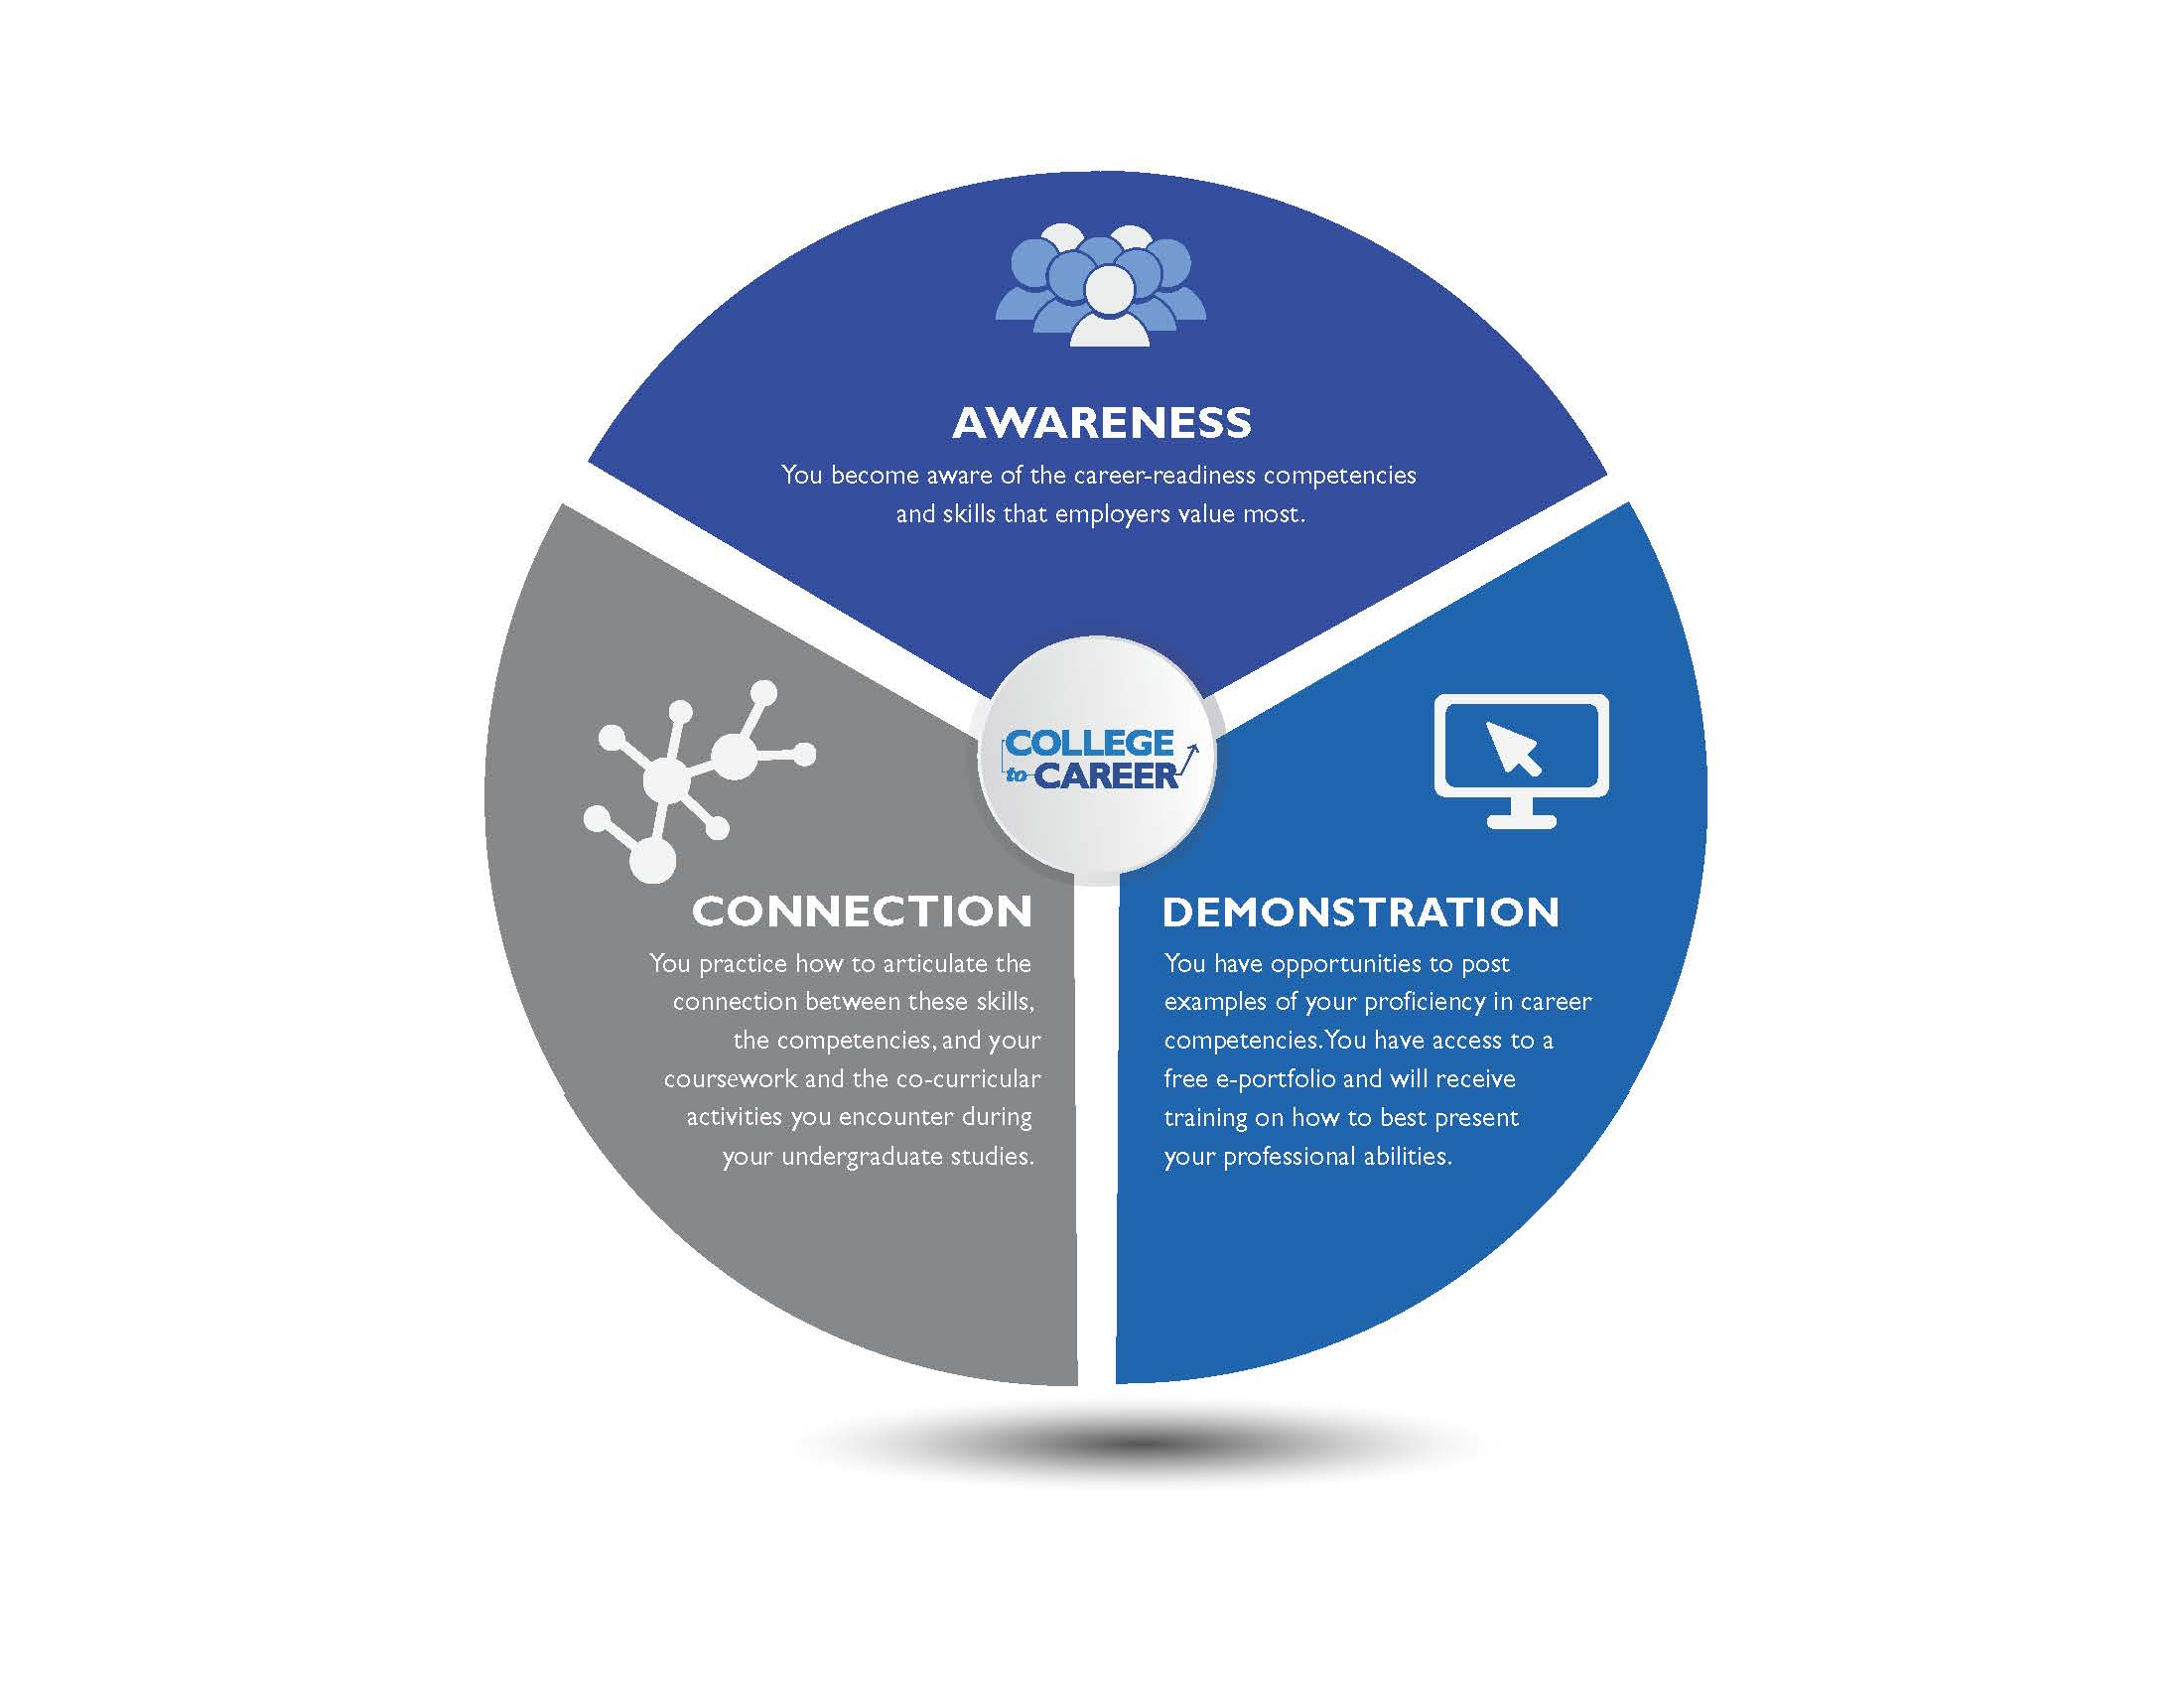 AWARENESS
You become aware of the career-readiness competencies
and skills that employers value most.
COLLEGE
to CAREER
CONNECTION
You practice how to articulate the
connection between these skills,
the competencies, and your
coursework and the co-curricular
activities you encounter during
your undergraduate studies.
DEMONSTRATION
You have opportunities to post
examples of your proficiency in career
competencies. You have access to a
free e-portfolio and will receive
training on how to best present
your professional abilities.